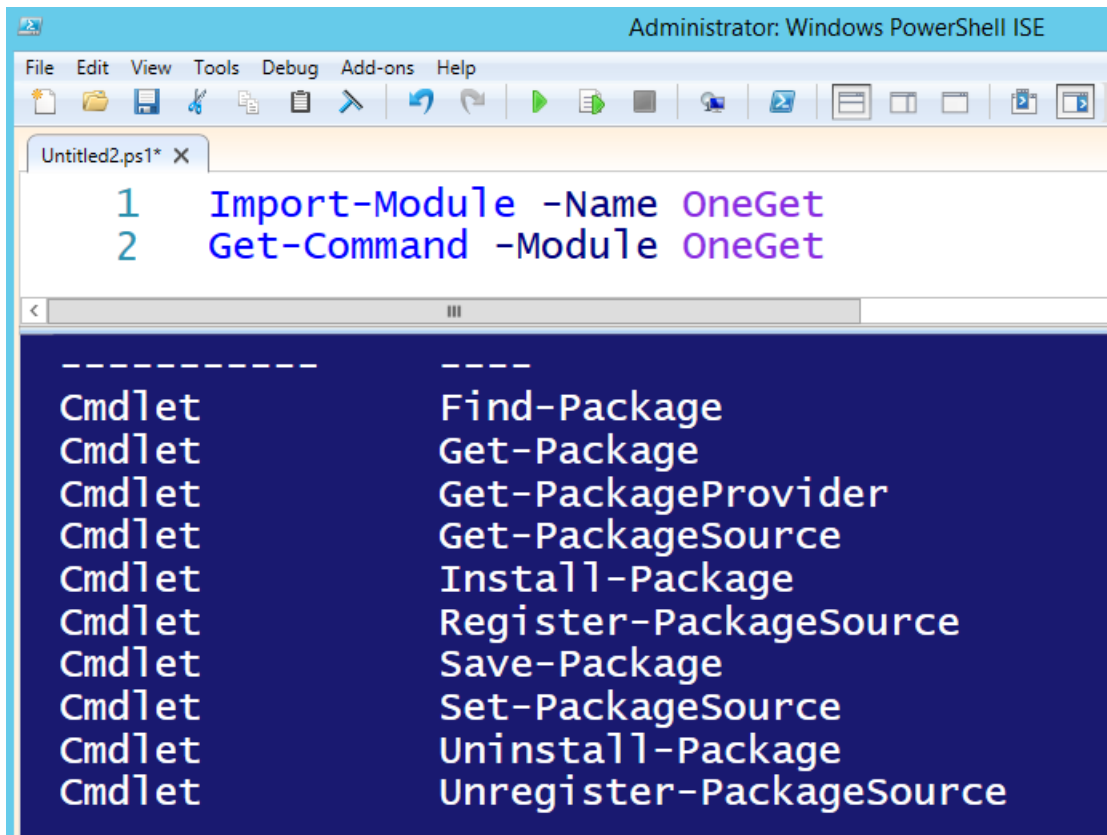 Administrator: Windows PowerShell ISE
File Edit View Tools Debug Add-ons Help
Untitled2.ps1* X
1 Import-Module -Name OneGet
2 Get-Command -Module OneGet
----------- ----
Cmdlet Find-Package
Cmdlet Get-Package
Cmdlet Get-PackageProvider
Cmdlet Get-PackageSource
Cmdlet Install-Package
Cmdlet Register-PackageSource
Cmdlet Save-Package
Cmdlet Set-PackageSource
Cmdlet Uninstall-Package
Cmdlet Unregister-PackageSource